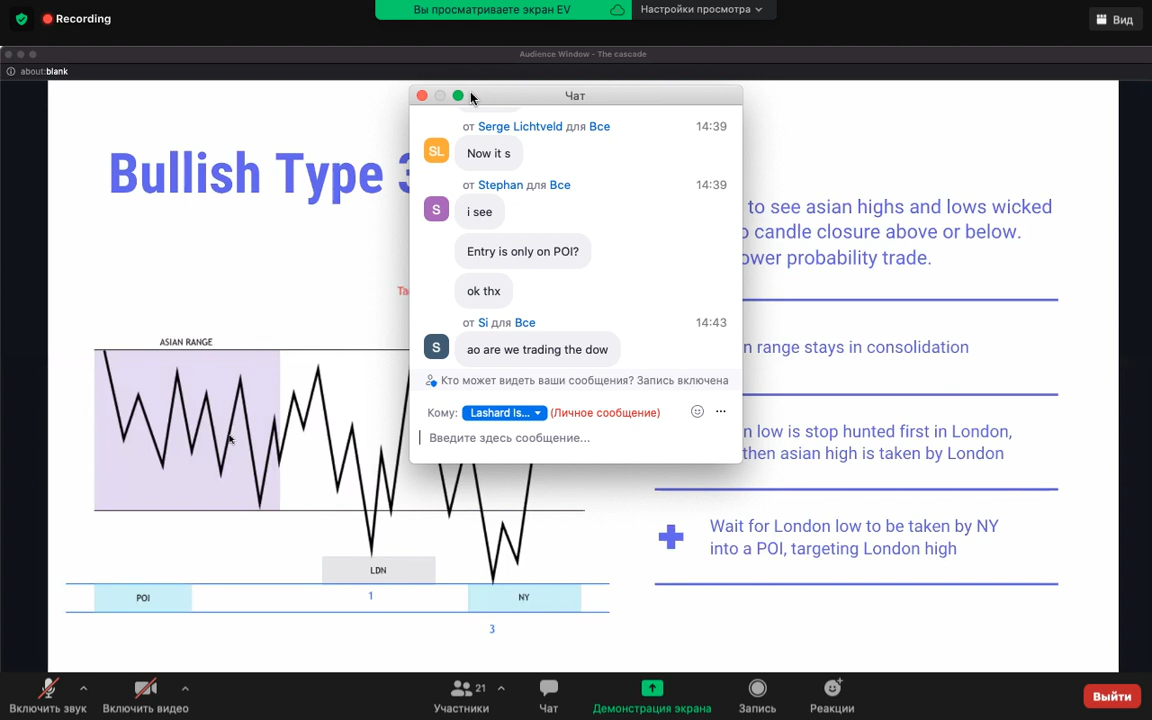 Recording
Вы просматриваете экран EV
Настройки просмотра
Вид
Audience Window - The cascade
about:blank
Bullish Type
to see asian highs and lows wicked
candle closure above or below.
ower probability trade.
n range stays in consolidation
n low is stop hunted first in London,
then asian high is taken by London
Wait for London low to be taken by NY
into a POI, targeting London high
ASIAN RANGE
LDN
POI
NY
1
3
Чат
от Serge Lichtveld для Все 14:39
SL
Now it s
от Stephan для Все 14:39
S
i see
Entry is only on POI?
ok thx
от Si для Все 14:43
S
ao are we trading the dow
Кто может видеть ваши сообщения? Запись включена
Кому: Lashard Is... (Личное сообщение)
Введите здесь сообщение...
Включить звук
Включить видео
21
Участники
Чат
Демонстрация экрана
Запись
Реакции
Выйти